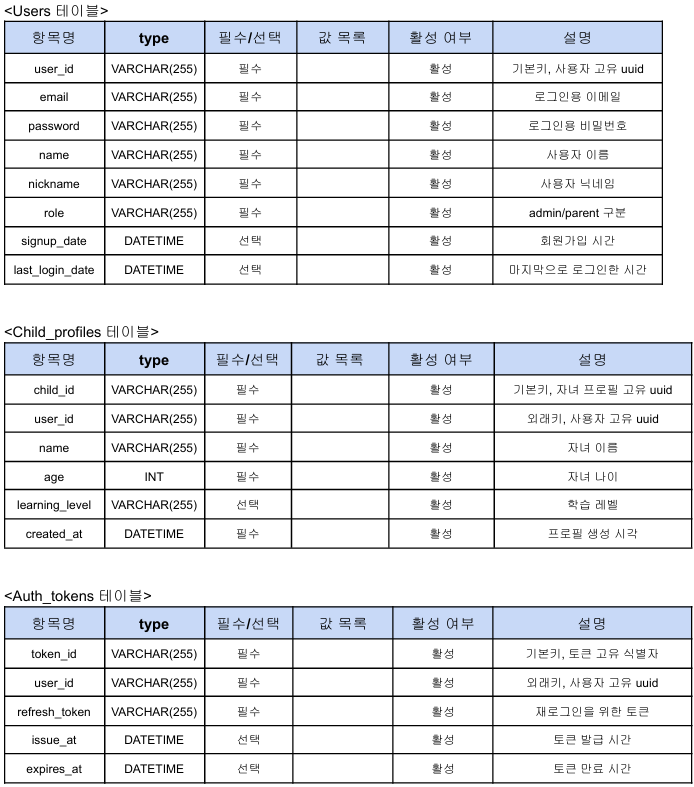 <Users 테이블>
항목명 type 필수/선택 값 목록 활성 여부 설명
user_id VARCHAR(255) 필수 활성 기본키, 사용자 고유 uuid
email VARCHAR(255) 필수 활성 로그인용 이메일
password VARCHAR(255) 필수 활성 로그인용 비밀번호
name VARCHAR(255) 필수 활성 사용자 이름
nickname VARCHAR(255) 필수 활성 사용자 닉네임
role VARCHAR(255) 필수 활성 admin/parent 구분
signup_date DATETIME 선택 활성 회원가입 시간
last_login_date DATETIME 선택 활성 마지막으로 로그인한 시간
<Child_profiles 테이블>
항목명 type 필수/선택 값 목록 활성 여부 설명
child_id VARCHAR(255) 필수 활성 기본키, 자녀 프로필 고유 uuid
user_id VARCHAR(255) 필수 활성 외래키, 사용자 고유 uuid
name VARCHAR(255) 필수 활성 자녀 이름
age INT 필수 활성 자녀 나이
learning_level VARCHAR(255) 선택 활성 학습 레벨
created_at DATETIME 필수 활성 프로필 생성 시각
<Auth_tokens 테이블>
항목명 type 필수/선택 값 목록 활성 여부 설명
token_id VARCHAR(255) 필수 활성 기본키, 토큰 고유 식별자
user_id VARCHAR(255) 필수 활성 외래키, 사용자 고유 uuid
refresh_token VARCHAR(255) 필수 활성 재로그인을 위한 토큰
issue_at DATETIME 선택 활성 토큰 발급 시간
expires_at DATETIME 선택 활성 토큰 만료 시간